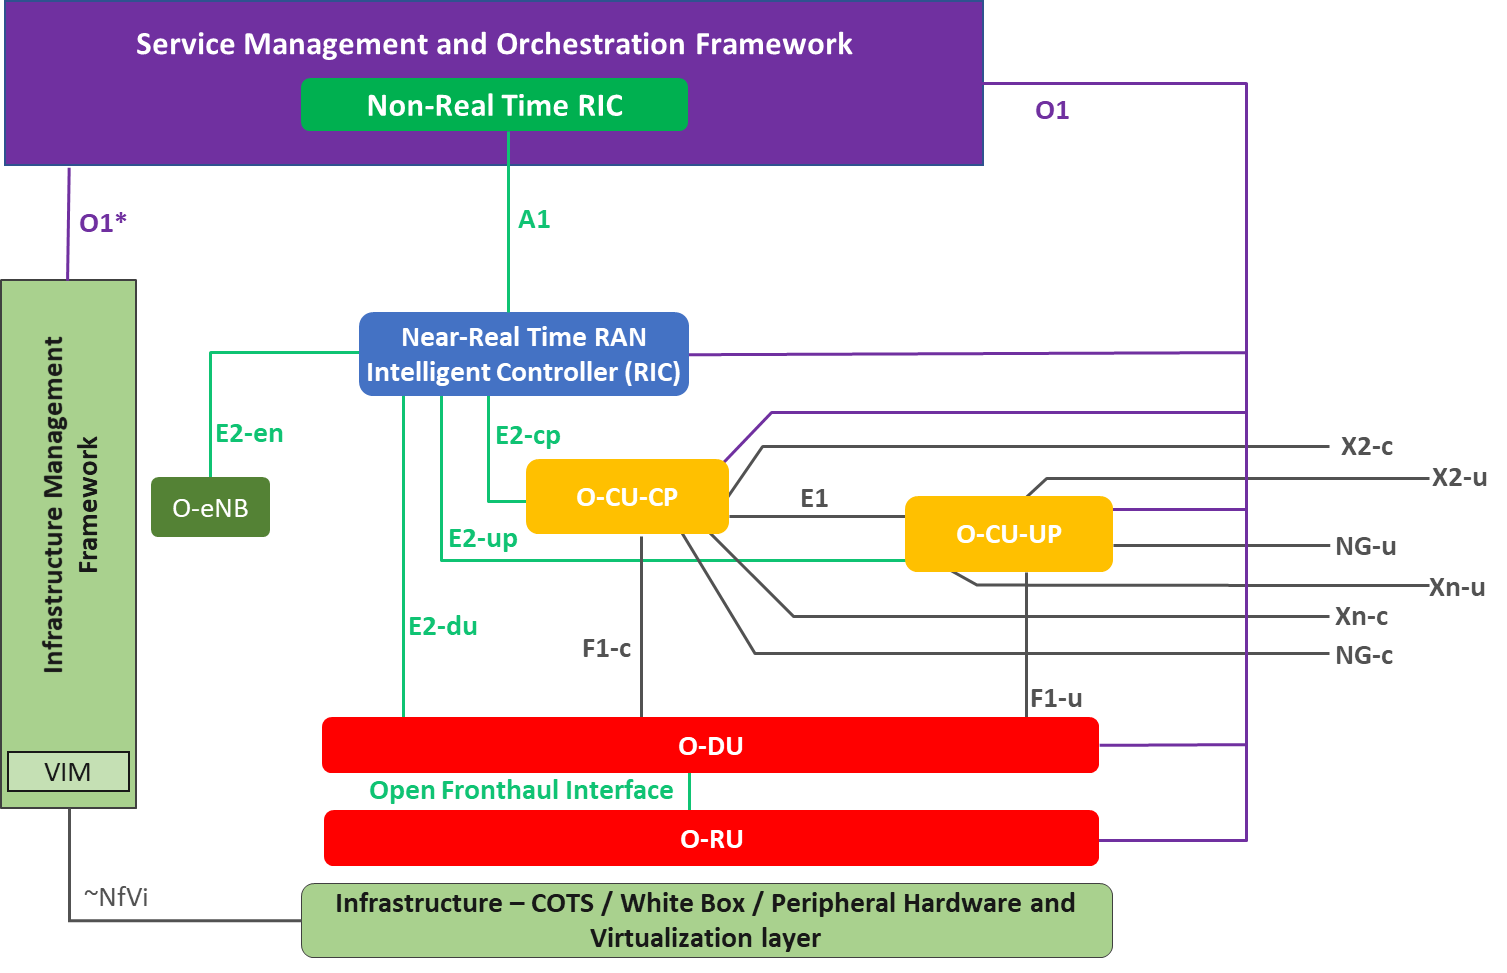 Service Management and Orchestration Framework
Non-Real Time RIC
O1
O1*
A1
Near-Real Time RAN
Intelligent Controller (RIC)
Infrastructure Management
Framework
E2-en
E2-cp
X2-c
X2-u
O-eNB
O-CU-CP
E1
O-CU-UP
E2-up
NG-u
Xn-u
Xn-c
E2-du
F1-c
NG-c
F1-u
O-DU
VIM
Open Fronthaul Interface
O-RU
~NfVi
Infrastructure – COTS / White Box / Peripheral Hardware and
Virtualization layer